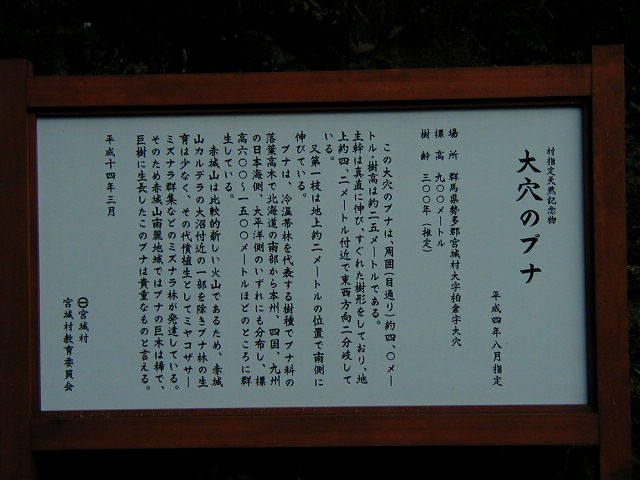 村指定天然記念物
大穴のブナ
平成四年八月指定
場所 群馬県勢多郡宮城村大字柏倉字大穴
標高 九〇〇メートル
樹齢 三〇〇年(推定)
この大穴のブナは、周囲(目通り)約四、〇メー
トル・樹高は約二五メートルである。
主幹は真直に伸び、すぐれた樹形をしており、地
上約四、二メートル付近で東西方向二分岐して
いる。
又第一枝は地上約二メートルの位置で南側に
伸びている。
ブナは、冷温帯林を代表する樹種でブナ科の
落葉高木で北海道の南部から本州、四国、九州
の日本海側、太平洋側のいずれにも分布し、標
高六〇〇〜一五〇〇メートルほどのところに群
生している。
赤城山は比較的新しい火山であるため、赤城
山カルデラの大沼付近の一部を除きブナ林の生
育は少なく、その代償植生としてミヤコザサー
ミズナラ群集などのミズナラ林が発達している。
そのため赤城山南麓地域ではブナの巨木は稀で、
巨樹に生長したこのブナは貴重なものと言える。
平成十四年三月
宮城村
宮城村教育委員会